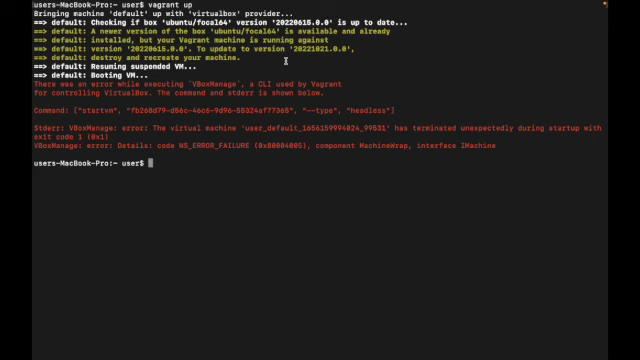 users-MacBook-Pro:~ user$ vagrant up
Bringing machine 'default' up with 'virtualbox' provider...
==> default: Checking if box 'ubuntu/focal64' version '20220615.0.0' is up to date...
==> default: A newer version of the box 'ubuntu/focal64' is available and already
==> default: installed, but your Vagrant machine is running against
==> default: version '20220615.0.0'. To update to version '20221021.0.0',
==> default: destroy and recreate your machine.
==> default: Resuming suspended VM...
==> default: Booting VM...
There was an error while executing `VBoxManage`, a CLI used by Vagrant
for controlling VirtualBox. The command and stderr is shown below.
Command: ["startvm", "fb268d79-d56c-46c6-9d96-55324af77365", "--type", "headless"]
Stderr: VBoxManage: error: The virtual machine 'user_default_1656159994024_99531' has terminated unexpectedly during startup with
exit code 1 (0x1)
VBoxManage: error: Details: code NS_ERROR_FAILURE (0x80004005), component MachineWrap, interface IMachine
users-MacBook-Pro:~ user$